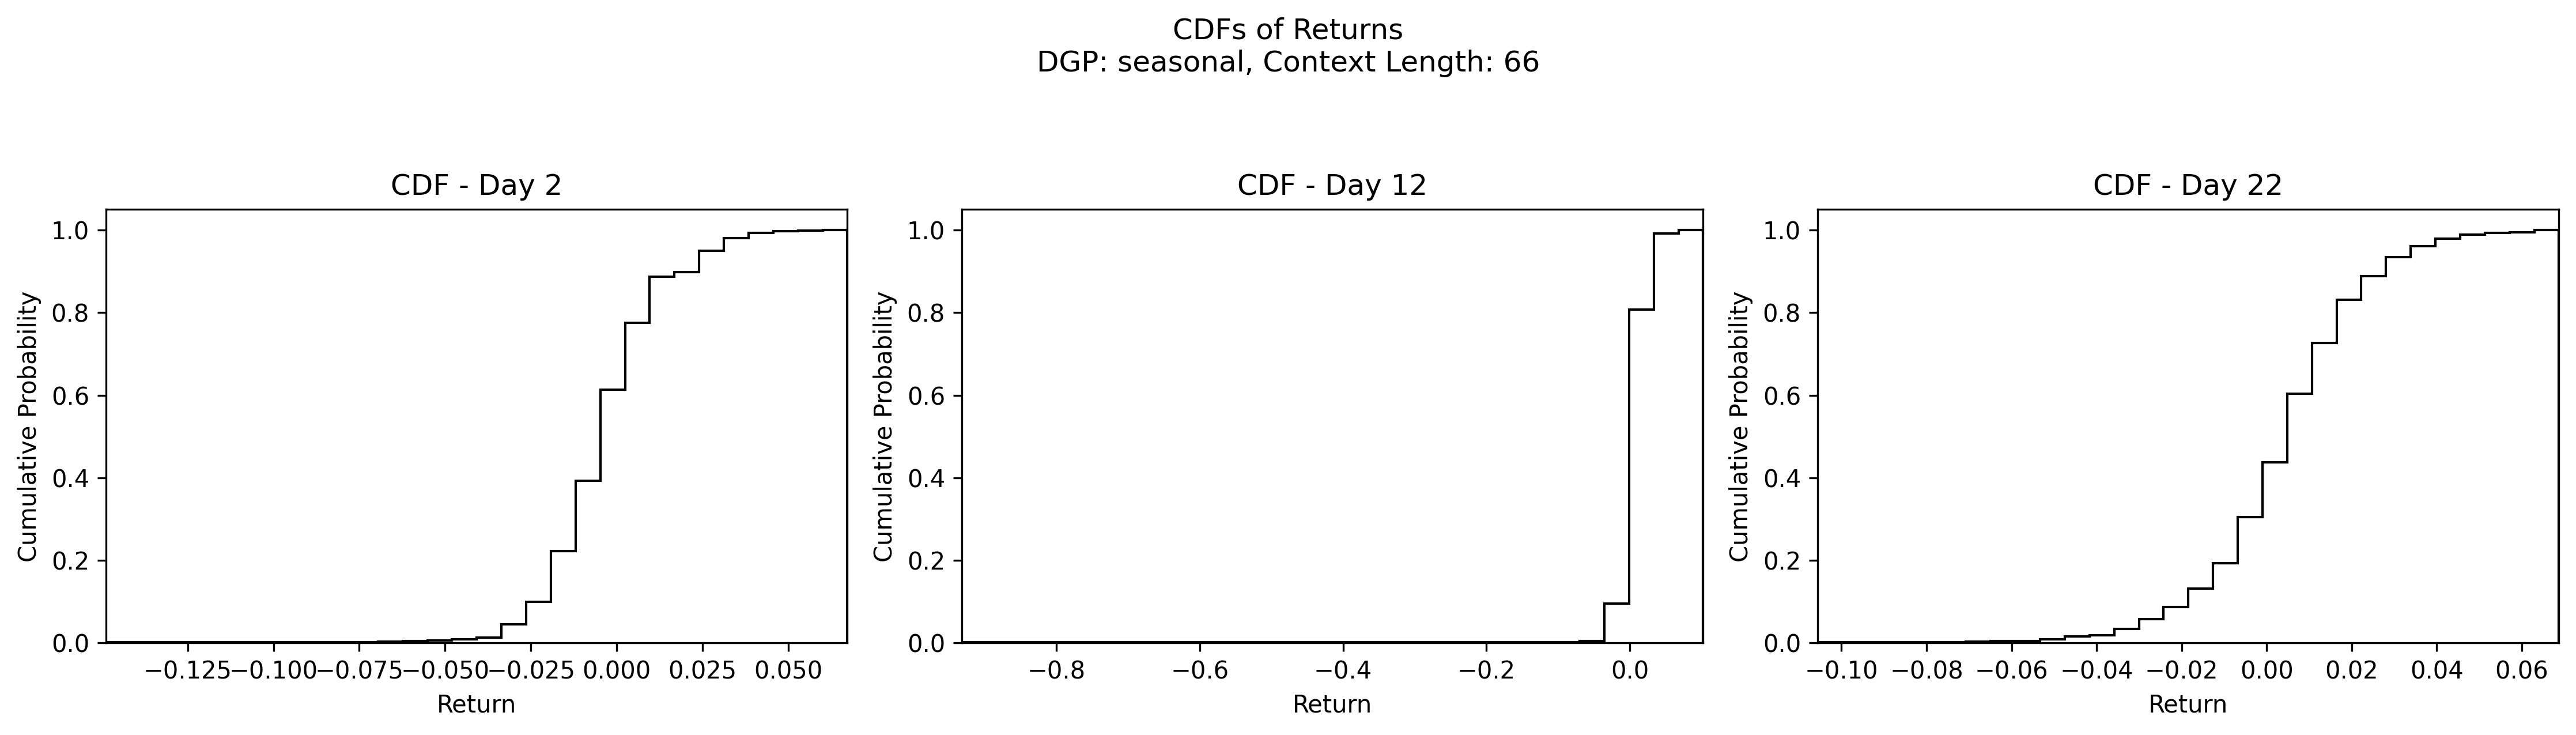 CDFs of Returns
DGP: seasonal, Context Length: 66
CDF - Day 2
1.0
0.8
0.6
0.4
0.2
0.0
Cumulative Probability
−0.125 −0.100 −0.075 −0.050 −0.025 0.000 0.025 0.050
Return
CDF - Day 12
1.0
0.8
0.6
0.4
0.2
0.0
Cumulative Probability
−0.8 −0.6 −0.4 −0.2 0.0
Return
CDF - Day 22
1.0
0.8
0.6
0.4
0.2
0.0
Cumulative Probability
−0.10 −0.08 −0.06 −0.04 −0.02 0.00 0.02 0.04 0.06
Return